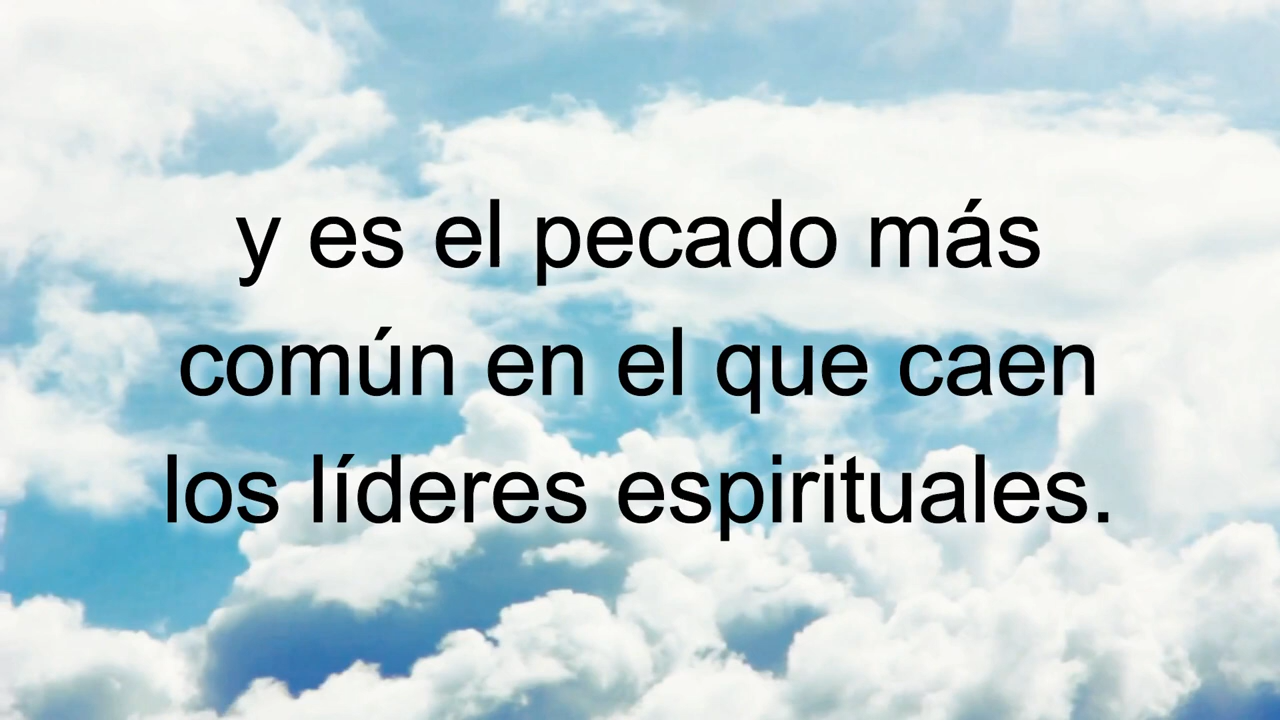 y es el pecado más
común en el que caen
los líderes espirituales.